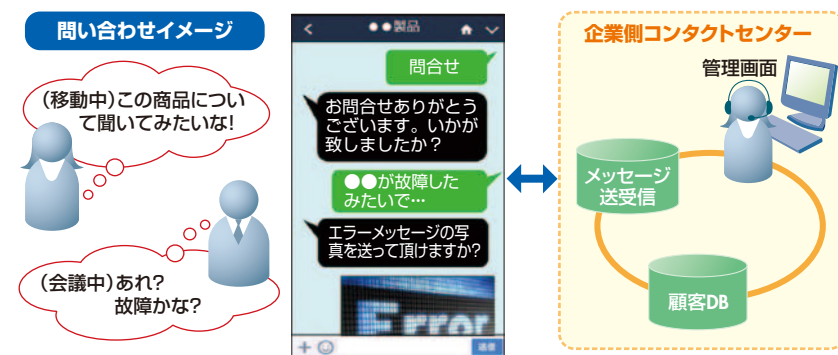 問い合わせイメージ
(移動中)この商品につい
て聞いてみたいな!
(会議中)あれ?
故障かな?
●●製品
問合せ
お問合せありがとう
ございます。いかが
致しましたか?
●●が故障した
みたいで…
エラーメッセージの写
真を送って頂けますか?
Error
送信
企業側コンタクトセンター
管理画面
メッセージ
送受信
顧客DB